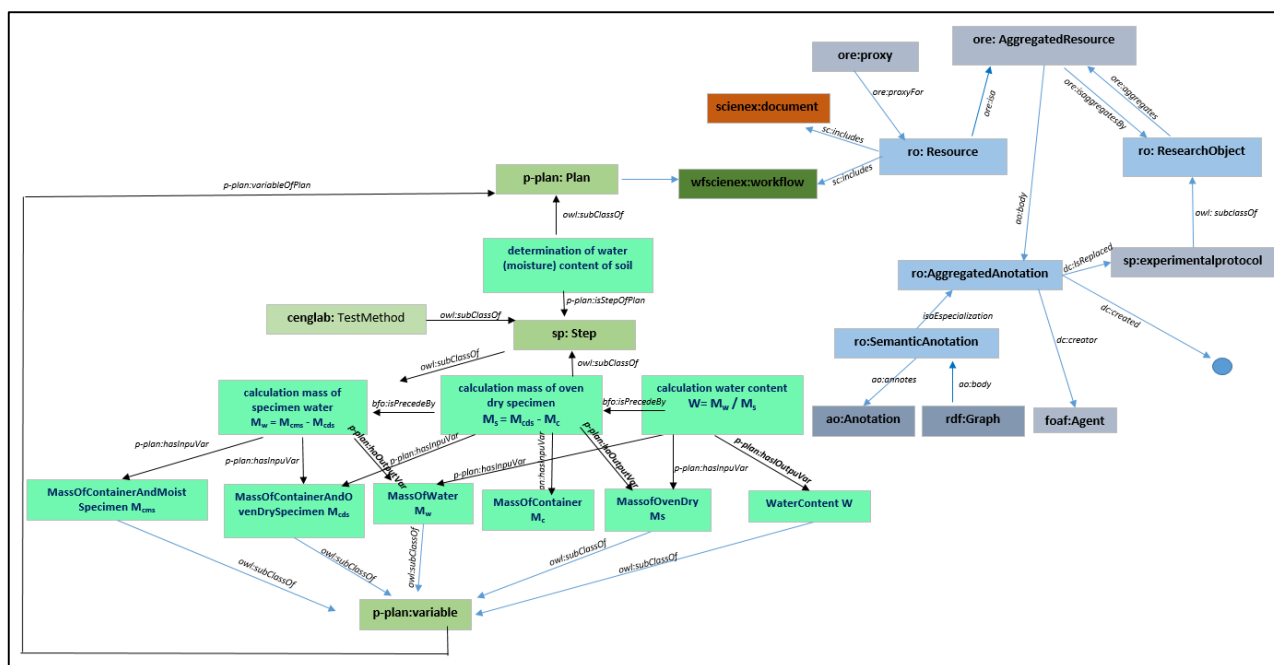 ore: AggregatedResource
ore:proxy
ore:proxyFor
ore:isa
ore:isaggregatesBy
ore:aggregates
scienex:document
sc:includes
ro: Resource
ro: ResearchObject
p-plan:variableOfPlan
p-plan: Plan
wfscienex:workflow
sc:includes
ao:body
owl: subclassOf
owl:subClassOf
determination of water
(moisture) content of soil
ro:AggregatedAnotation
dc:IsReplaced
sp:experimentalprotocol
p-plan:isStepOfPlan
cenglab: TestMethod
owl:subClassOf
sp: Step
isaEspecialization
dc:creator
dc:created
ro:SemanticAnotation
owl:subClassOf
owl:subClassOf
ao:annotes
ao:body
calculation mass of
specimen water
Mw = Mcms - Mcds
bfo:isPrecedeBy
calculation mass of oven
dry specimen
Ms = Mcds - Mc
bfo:isPrecedeBy
calculation water content
W= Mw / Ms
ao:Anotation
rdf:Graph
foaf:Agent
p-plan:hasInpuVar
p-plan:hasInpuVar
p-plan:haOutputVar
p-plan:hasInpuVar
p-plan:hasInpuVar
an:hasInpuVar
p-plan:haOutputVar
p-plan:hasInpuVar
p-plan:hasIOutpuVar
MassOfContainerAndMoist
Specimen Mcms
MassOfContainerAndO
venDrySpecimen Mcds
MassOfWater
Mw
MassOfContainer
Mc
MassofOvenDry
Ms
WaterContent W
owl:subClassOf
owl:subClassOf
owl:subClassOf
owl:subClassOf
owl:subClassOf
p-plan:variable